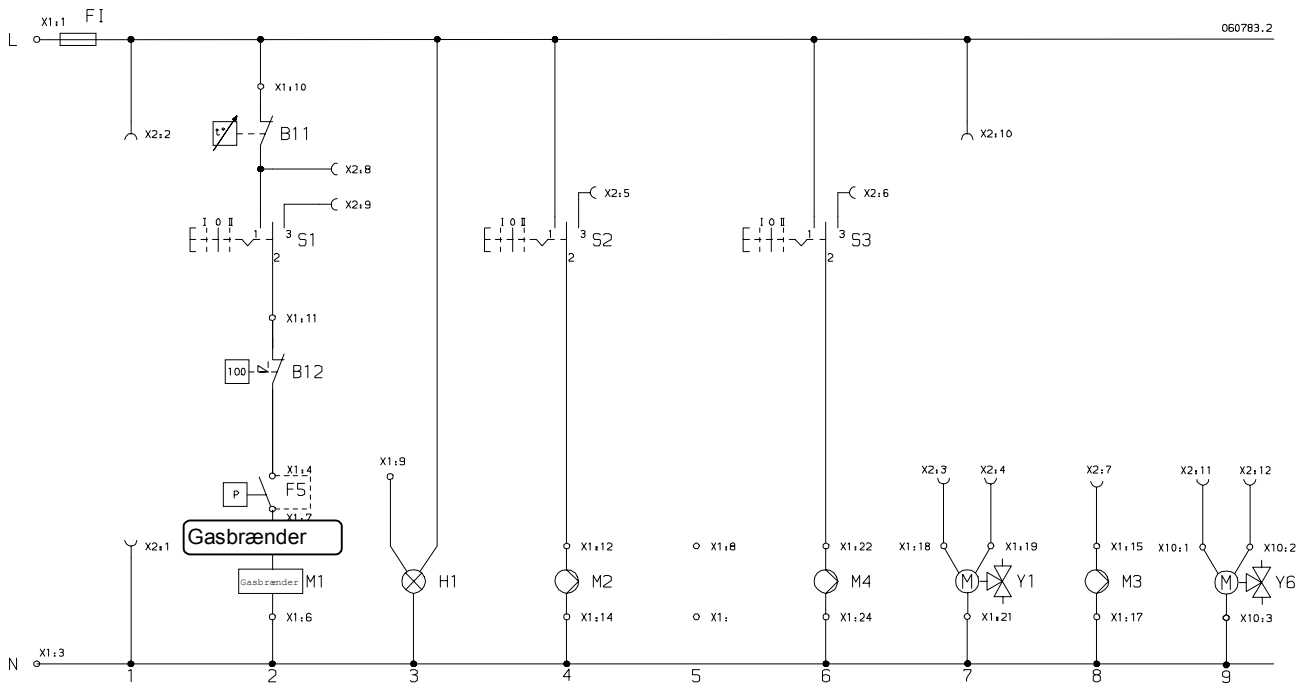 X1:1 FI
L 060783.2
X1:10
t° B11 X2:2 X2:10
X2:8
X2:5 X2:6
X2:9
I 0 II 1 3 S1 I 0 II 1 3 S2 I 0 II 1 3 S3
2 2 2
X1:11
100 B12
X1:9 X1:4 X2:3 X2:4 X2:7 X2:11 X2:12
P F5
X1:7
Gasbrænder
X2:1 X1:12 X1:8 X1:22 X1:18 X1:19 X1:15 X10:1 X10:2
Gasbrænder M1 H1 M2 M4 M Y1 M3 M Y6
X1:6 X1:14 X1: X1:24 X1:21 X1:17 X10:3
X1:3
N
1 2 3 4 5 6 7 8 9